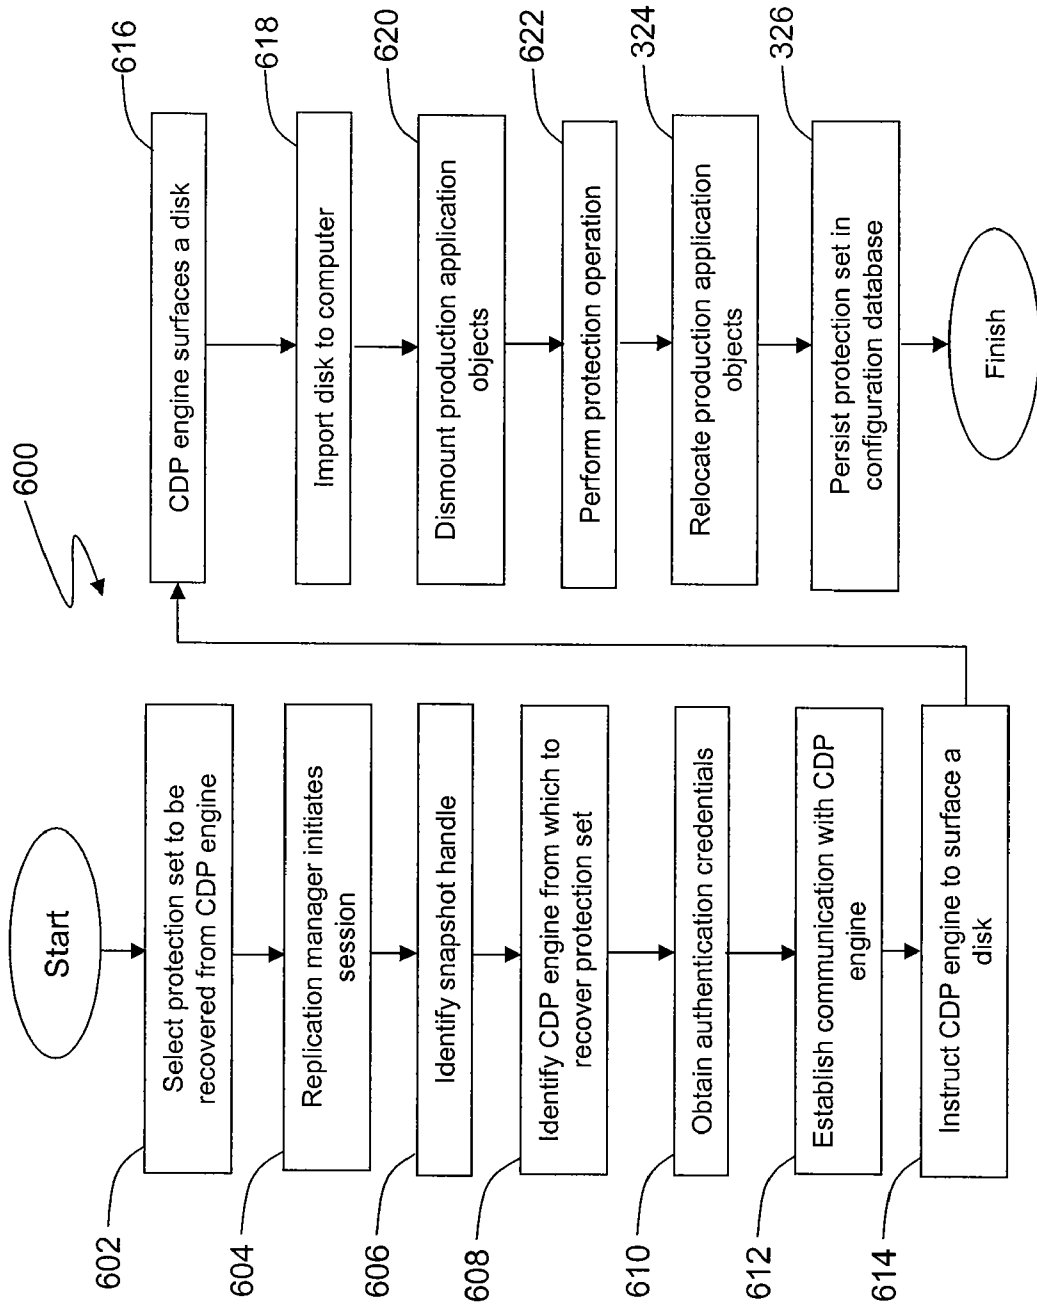 600
Start
602
Select protection set to be
recovered from CDP engine
604
Replication manager initiates
session
606
Identify snapshot handle
608
Identify CDP engine from which to
recover protection set
610
Obtain authentication credentials
612
Establish communication with CDP
engine
614
Instruct CDP engine to surface a
disk
616
CDP engine surfaces a disk
618
Import disk to computer
620
Dismount production application
objects
622
Perform protection operation
324
Relocate production application
objects
326
Persist protection set in
configuration database
Finish